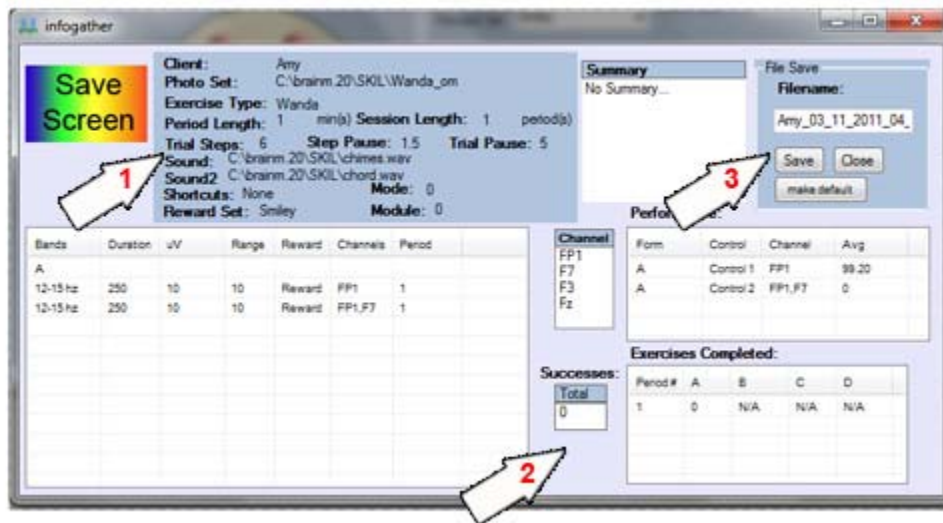 infogather
Save
Screen
Client: Amy
Photo Set: C:\brainm.20\SKIL\Wanda_om
Exercise Type: Wanda
Period Length: 1 min(s) Session Length: 1 period(s)
Trial Steps: 6 Step Pause: 1.5 Trial Pause: 5
Sound: C:\brainm.20\SKIL\chimes.wav
Sound2 C:\brainm.20\SKIL\chord.wav
Shortcuts: None Mode: 0
Reward Set: Smiley Module: 0
1
Summary
No Summary...
File Save
Filename:
Amy_03_11_2011_04_
Save Close
make default
3
Bands Duration uV Range Reward Channels Period
A
12-15 hz 250 10 10 Reward FP1 1
12-15 hz 250 10 10 Reward FP1,F7 1
Channel
FP1
F7
F3
Fz
Form Control Channel Avg
A Control 1 FP1 99.20
A Control 2 FP1,F7 0
Successes:
Total
0
2
Exercises Completed:
Period # A B C D
1 0 N/A N/A N/A